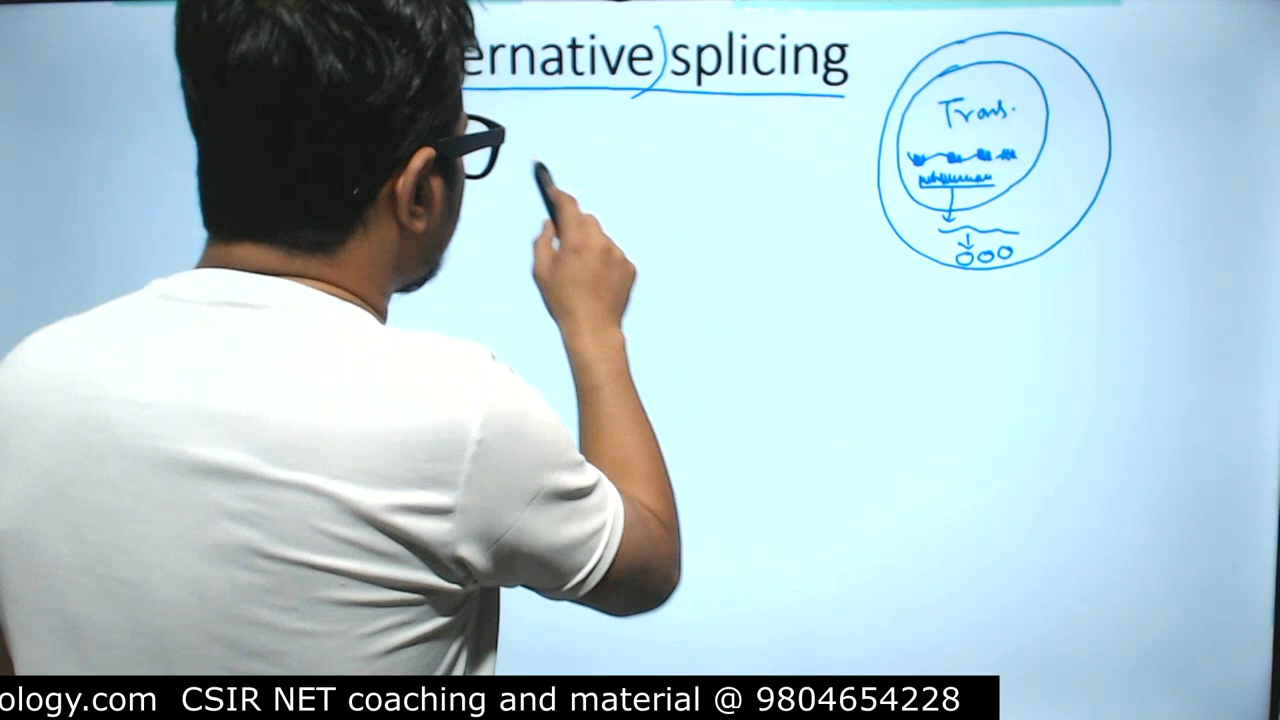 ernative) splicing
Trans.
ology.com CSIR NET coaching and material @ 9804654228